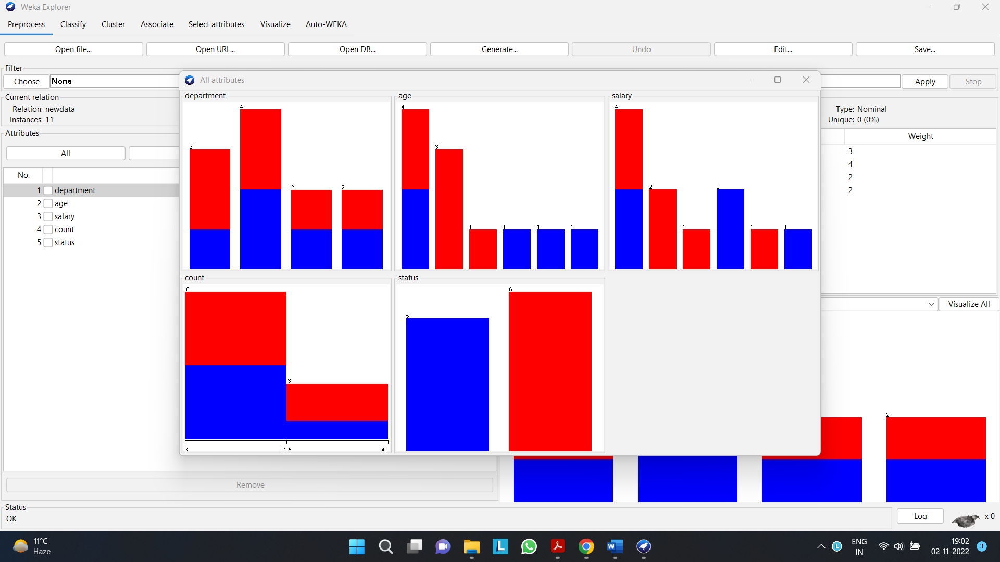 Weka Explorer
Preprocess Classify Cluster Associate Select attributes Visualize Auto-WEKA
Open file... Open URL... Open DB... Generate... Undo Edit... Save...
Filter
Choose None Apply Stop
Current relation
Relation: newdata
Instances: 11
Type: Nominal
Unique: 0 (0%)
Attributes
All
No.
1 department
2 age
3 salary
4 count
5 status
Weight
3
4
2
2
Visualize All
2
Remove
All attributes
department
3 4 2 2
age
4 3 1 1 1 1
salary
4 2 1 2 1 1
count
8 3
3 21.5 40
status
5 6
Status
OK
Log x 0
11°C
Haze
L
W
L
ENG
IN
19:02
02-11-2022
3